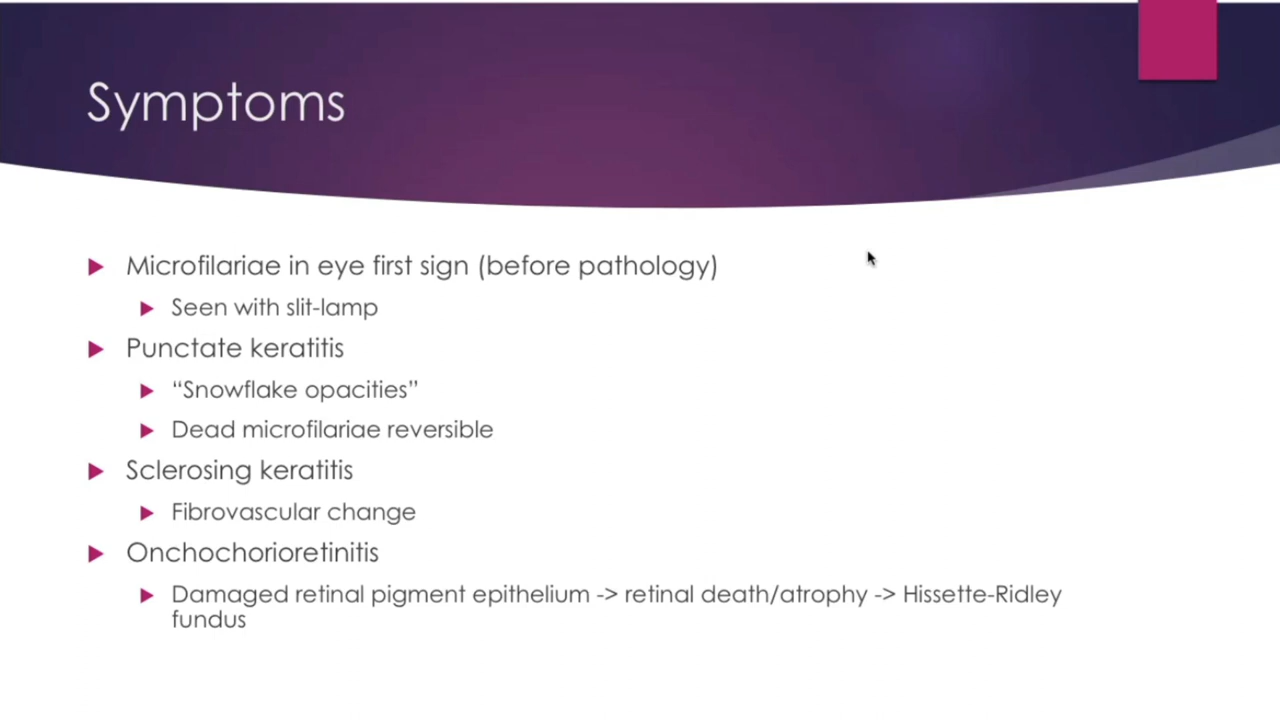 Symptoms
Microfilariae in eye first sign (before pathology)
Seen with slit-lamp
Punctate keratitis
“Snowflake opacities”
Dead microfilariae reversible
Sclerosing keratitis
Fibrovascular change
Onchochorioretinitis
Damaged retinal pigment epithelium -> retinal death/atrophy -> Hissette-Ridley
fundus